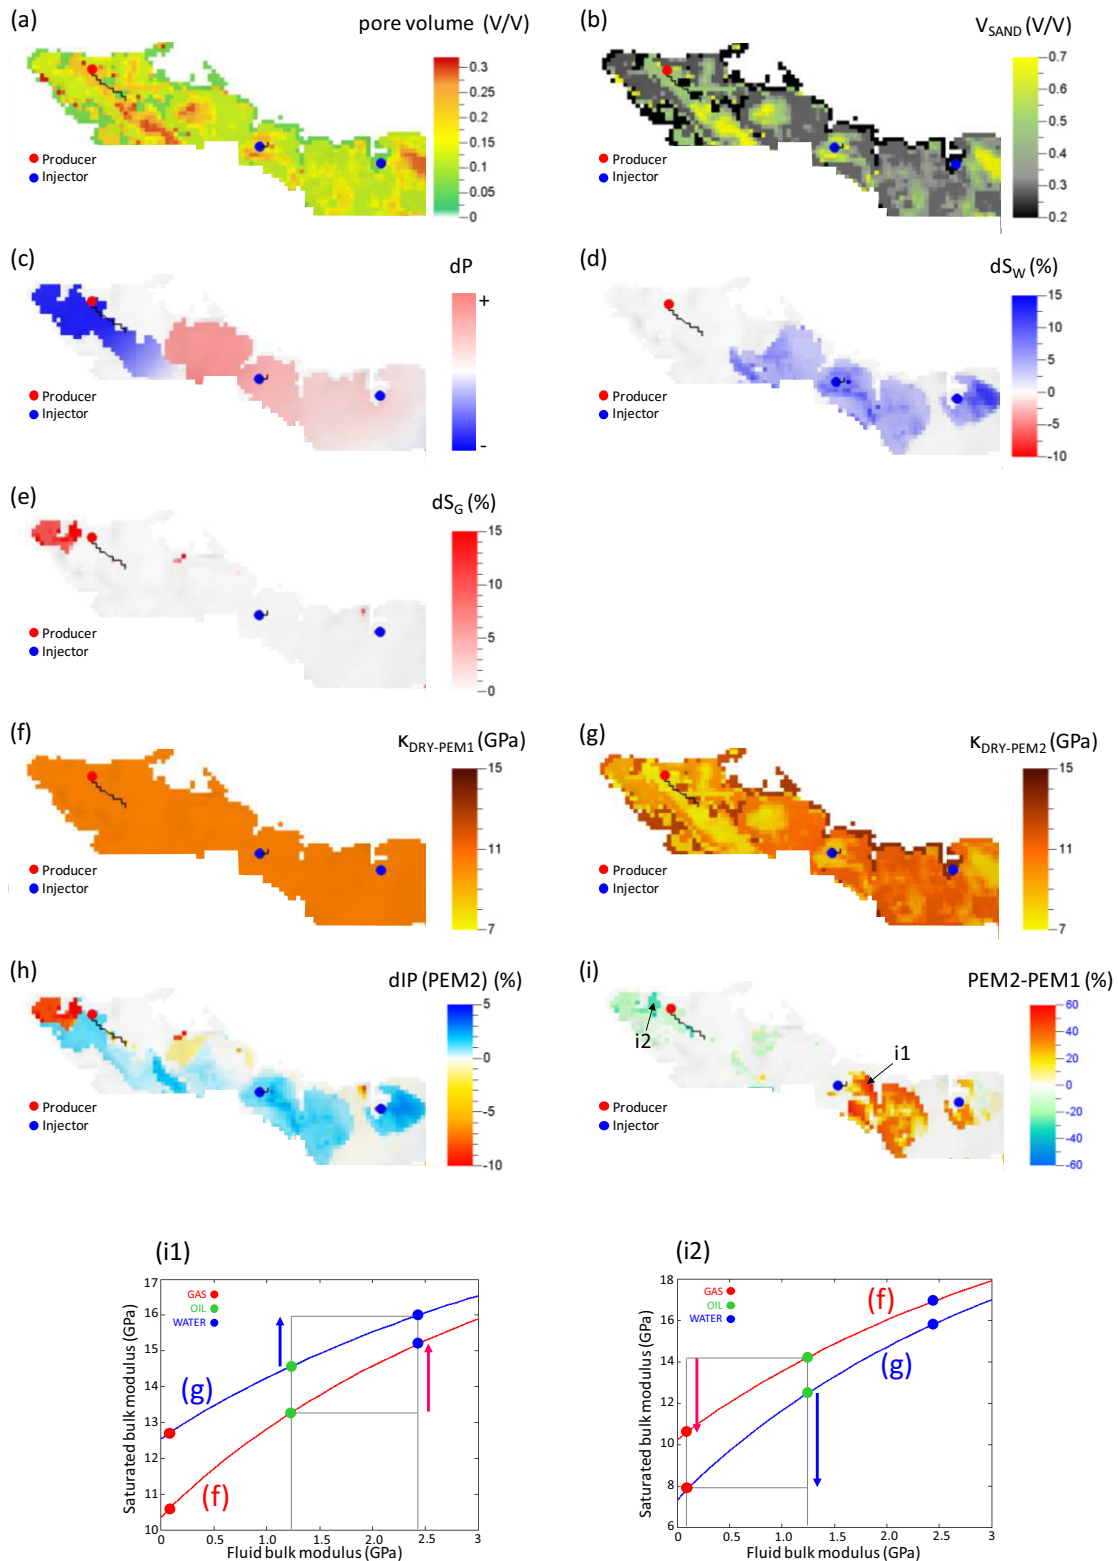 (a)
pore volume (V/V)
0.3
0.25
0.2
0.15
0.1
0.05
0
Producer
Injector
(b)
V_SAND (V/V)
0.7
0.6
0.5
0.4
0.3
0.2
Producer
Injector
(c)
dP
+
-
Producer
Injector
(d)
dS_W (%)
15
10
5
0
-5
-10
Producer
Injector
(e)
dS_G (%)
15
10
5
0
Producer
Injector
(f)
κ_DRY-PEM1 (GPa)
15
11
7
Producer
Injector
(g)
κ_DRY-PEM2 (GPa)
15
11
7
Producer
Injector
(h)
dIP (PEM2) (%)
5
0
-5
-10
Producer
Injector
(i)
PEM2-PEM1 (%)
60
40
20
0
-20
-40
-60
i2
i1
Producer
Injector
(i1)
Saturated bulk modulus (GPa)
17
16
15
14
13
12
11
10
GAS
OIL
WATER
(g)
(f)
0
0.5
1.0
1.5
2.0
2.5
3
Fluid bulk modulus (GPa)
(i2)
Saturated bulk modulus (GPa)
18
16
14
12
10
8
6
GAS
OIL
WATER
(f)
(g)
0
0.5
1.0
1.5
2.0
2.5
3
Fluid bulk modulus (GPa)